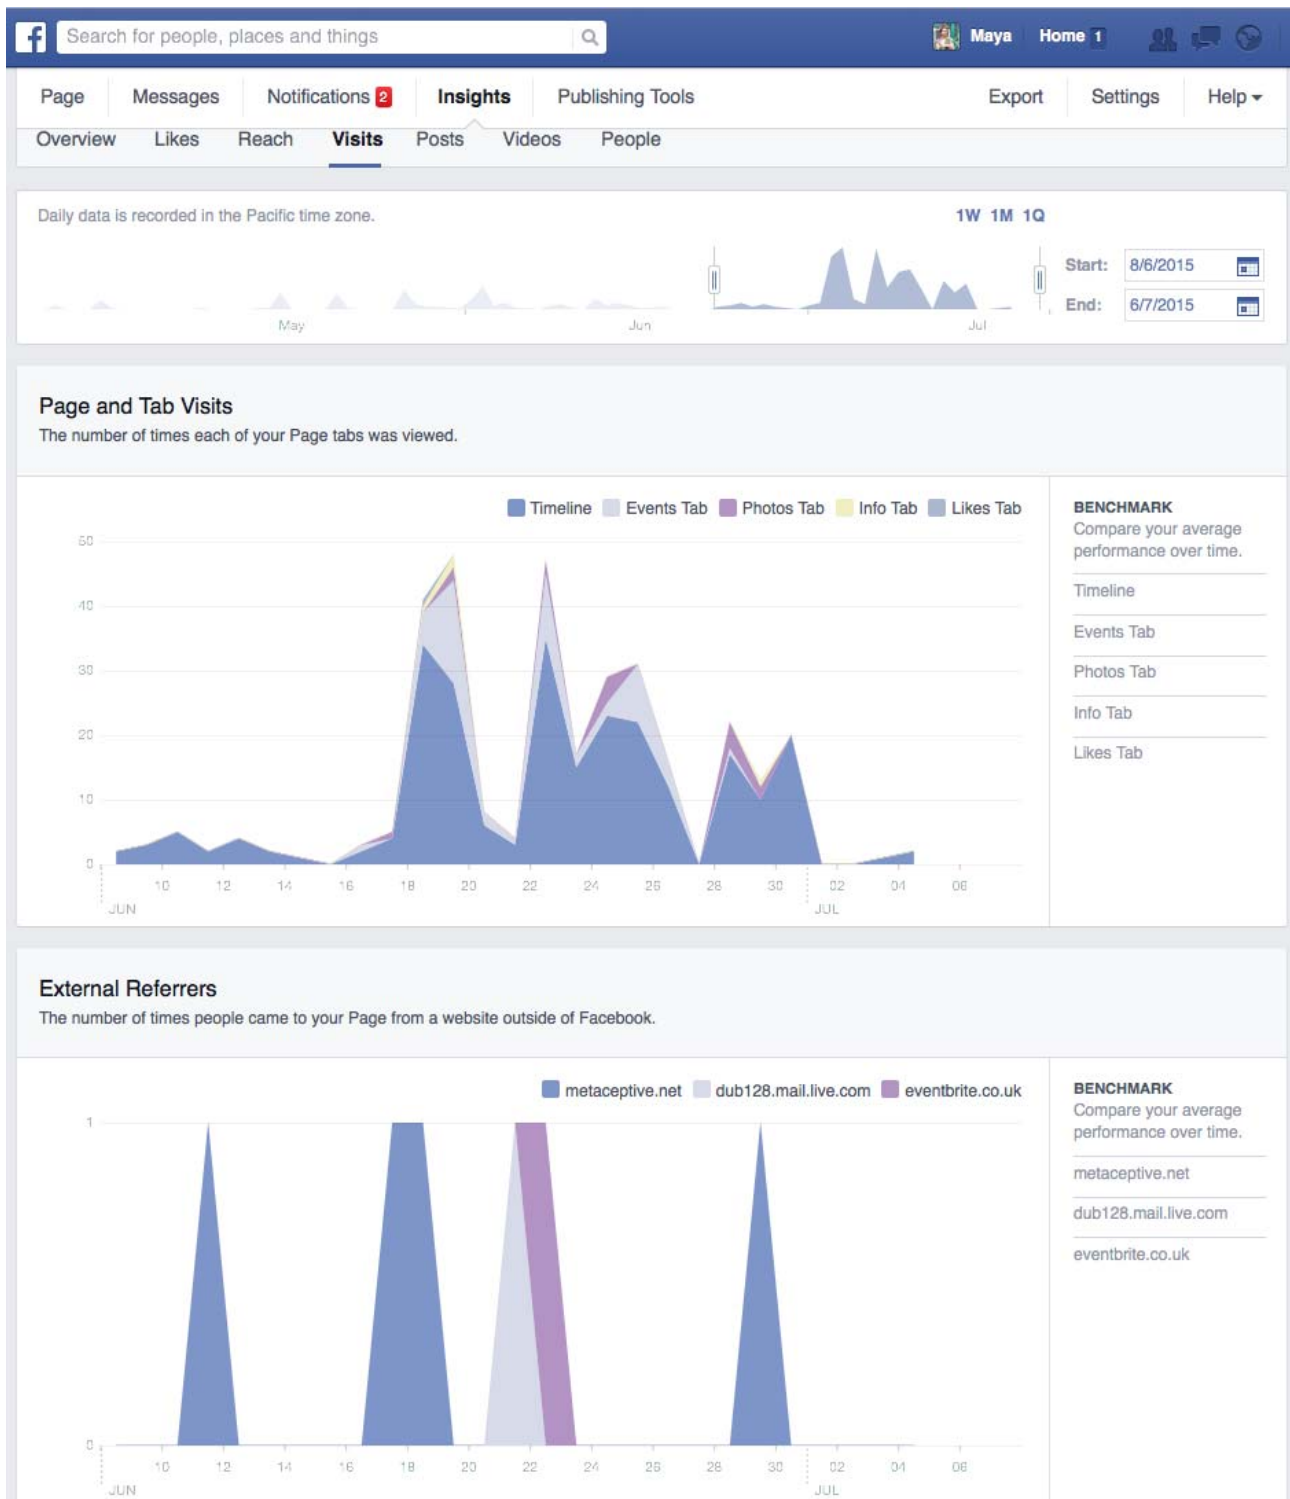 f Search for people, places and things Maya Home 1
Page Messages Notifications 2 Insights Publishing Tools Export Settings Help
Overview Likes Reach Visits Posts Videos People
Daily data is recorded in the Pacific time zone. 1W 1M 1Q
Start: 8/6/2015
End: 6/7/2015
May Jun Jul
Page and Tab Visits
The number of times each of your Page tabs was viewed.
Timeline Events Tab Photos Tab Info Tab Likes Tab
BENCHMARK
Compare your average
performance over time.
Timeline
Events Tab
Photos Tab
Info Tab
Likes Tab
50
40
30
20
10
0
10 12 14 16 18 20 22 24 26 28 30 02 04 06
JUN JUL
External Referrers
The number of times people came to your Page from a website outside of Facebook.
metaceptive.net dub128.mail.live.com eventbrite.co.uk
BENCHMARK
Compare your average
performance over time.
metaceptive.net
dub128.mail.live.com
eventbrite.co.uk
1
0
10 12 14 16 18 20 22 24 26 28 30 02 04 06
JUN JUL